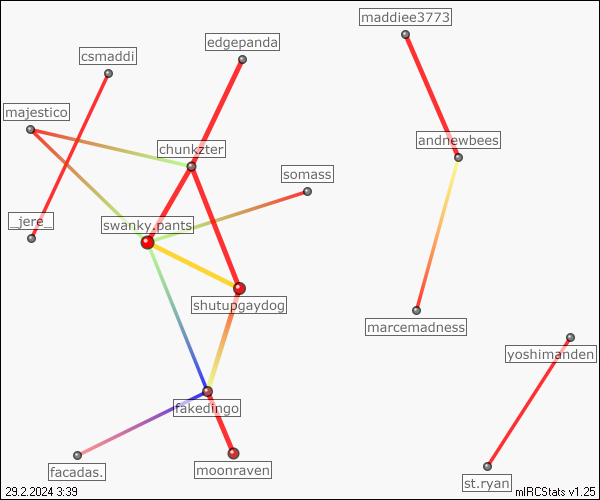 maddiee3773
edgepanda
csmaddi
majestico
andnewbees
chunkzter
somass
_jere_
swanky.pants
shutupgaydog
marcemadness
yoshimanden
fakedingo
facadas.
moonraven
st.ryan
29.2.2024 3:39
mIRCStats v1.25